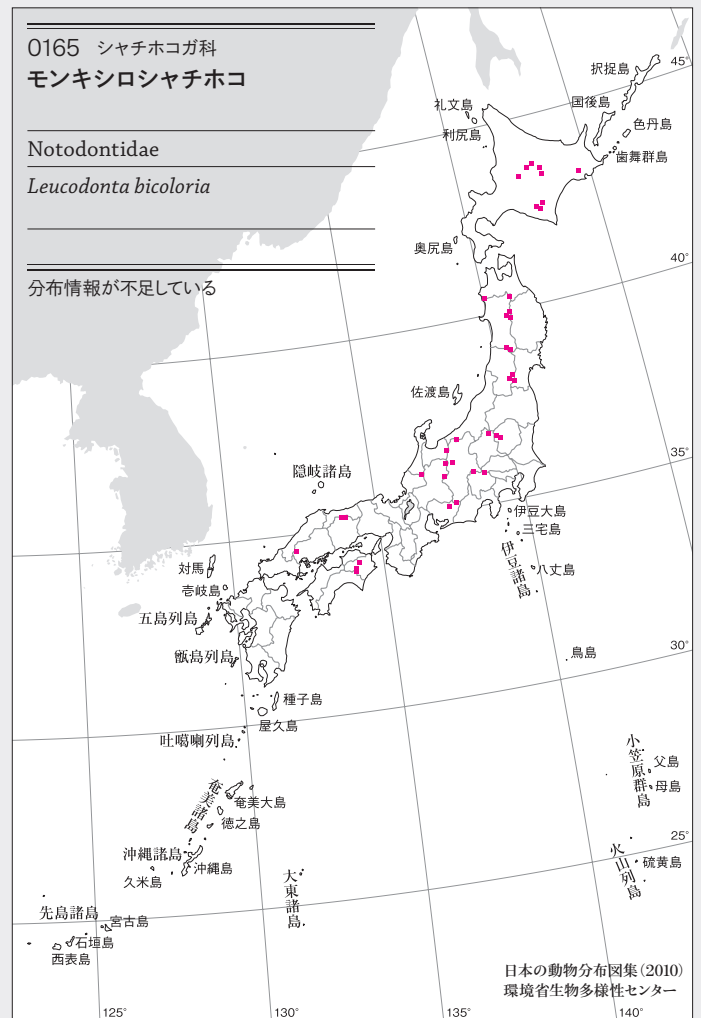 0165 シャチホコガ科
モンキシロシャチホコ
Notodontidae
Leucodonta bicoloria
分布情報が不足している
択捉島
45°
礼文島
国後島
利尻島
色丹島
歯舞群島
奥尻島
40°
佐渡島
35°
隠岐諸島
伊豆大島
三宅島
伊豆諸島
八丈島
対馬
壱岐島
五島列島
甑島列島
鳥島
30°
種子島
屋久島
吐噶喇列島
小笠原群島
父島
母島
奄美諸島
奄美大島
徳之島
25°
沖縄諸島
沖縄島
久米島
火山列島
硫黄島
大東諸島
先島諸島
宮古島
石垣島
西表島
日本の動物分布図集(2010)
環境省生物多様性センター
125°
130°
135°
140°